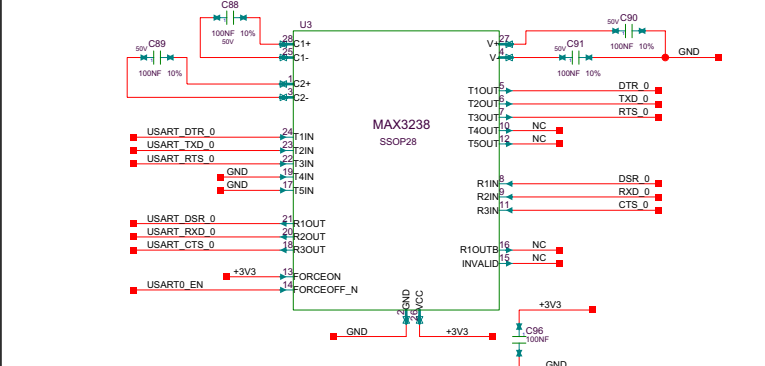 C88
100NF 10%
50V
U3
C89
50V
100NF 10%
28 C1+
25 C1-
1 C2+
3 C2-
USART_DTR_0 24 T1IN
USART_TXD_0 23 T2IN
USART_RTS_0 22 T3IN
GND 19 T4IN
GND 17 T5IN
USART_DSR_0 21 R1OUT
USART_RXD_0 20 R2OUT
USART_CTS_0 18 R3OUT
+3V3 13 FORCEON
USART0_EN 14 FORCEOFF_N
MAX3238
SSOP28
C90
50V
100NF 10%
V+ 27
V- 4
50V C91
100NF 10%
GND
T1OUT 5 DTR_0
T2OUT 6 TXD_0
T3OUT 7 RTS_0
T4OUT 10 NC
T5OUT 12 NC
R1IN 8 DSR_0
R2IN 9 RXD_0
R3IN 11 CTS_0
R1OUTB 16 NC
INVALID 15 NC
2 GND
26 VCC
GND
+3V3
+3V3
C96
100NF
GND